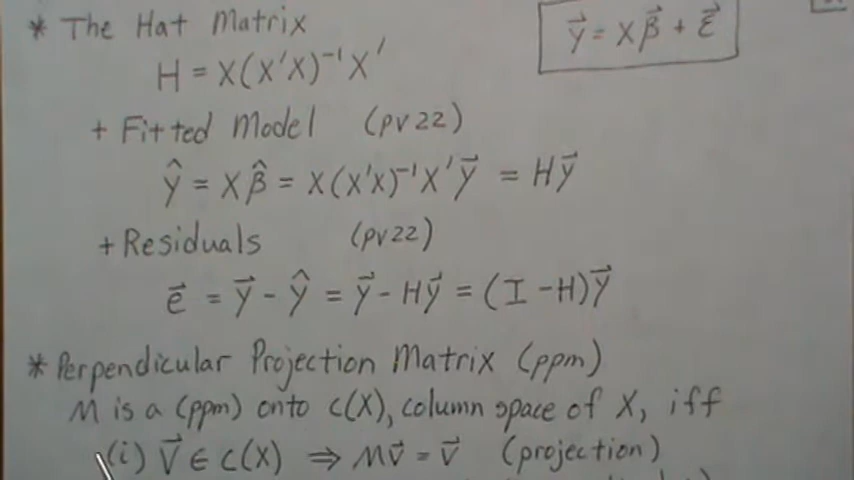 * The Hat Matrix
y⃗ = Xβ⃗ + ε⃗
H = X(X'X)⁻¹X'
+ Fitted Model (pv22)
ŷ = Xβ̂ = X(X'X)⁻¹X'y⃗ = Hy⃗
+ Residuals (pv22)
e⃗ = y⃗ - ŷ = y⃗ - Hy⃗ = (I - H)y⃗
* Perpendicular Projection Matrix (ppm)
M is a (ppm) onto C(X), column space of X, iff
(i) v⃗ ∈ C(X) ⇒ Mv⃗ = v⃗ (projection)